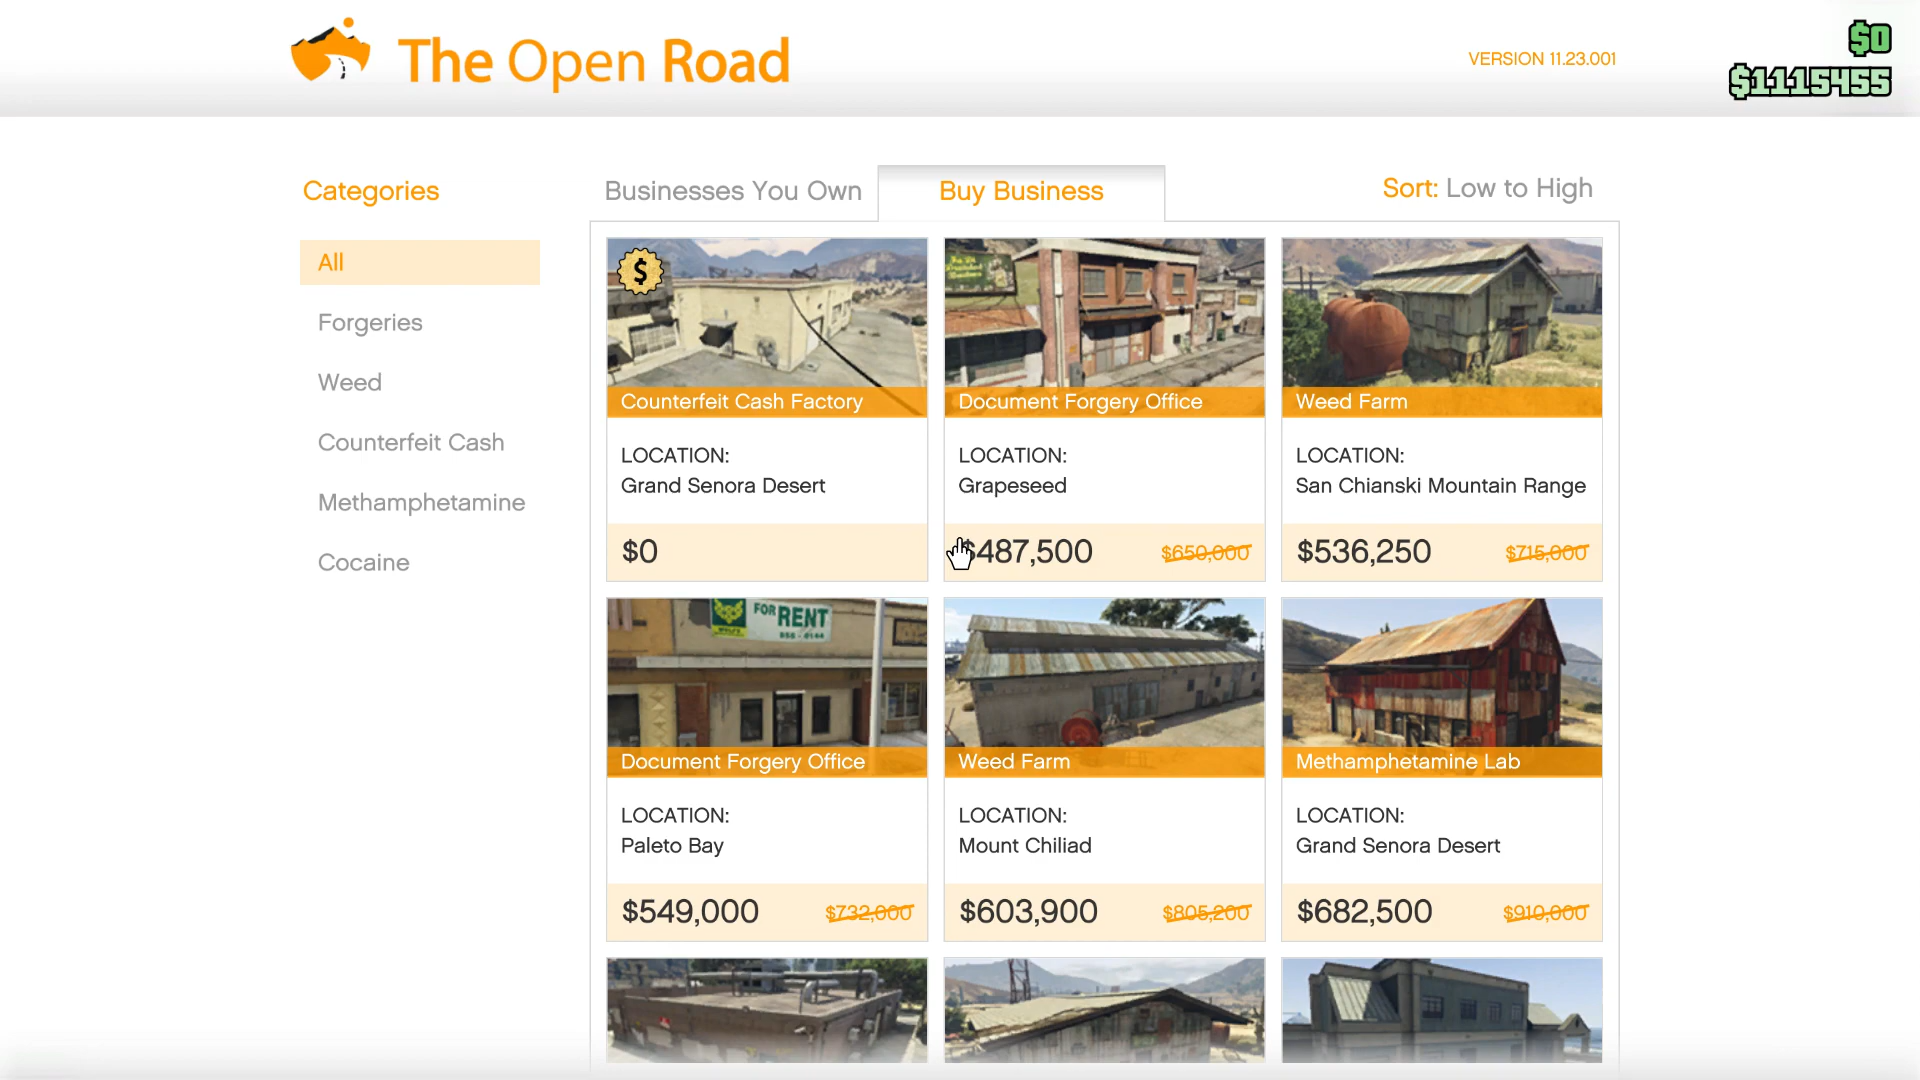 The Open Road
VERSION 11.23.001
$0
$1115455
Categories
Businesses You Own
Buy Business
Sort: Low to High
All
Forgeries
Weed
Counterfeit Cash
Methamphetamine
Cocaine
$
Counterfeit Cash Factory
LOCATION:
Grand Senora Desert
$0
Document Forgery Office
LOCATION:
Grapeseed
$487,500 $650,000
Weed Farm
LOCATION:
San Chianski Mountain Range
$536,250 $715,000
FOR RENT
Document Forgery Office
LOCATION:
Paleto Bay
$549,000 $732,000
Weed Farm
LOCATION:
Mount Chiliad
$603,900 $805,200
Methamphetamine Lab
LOCATION:
Grand Senora Desert
$682,500 $910,000